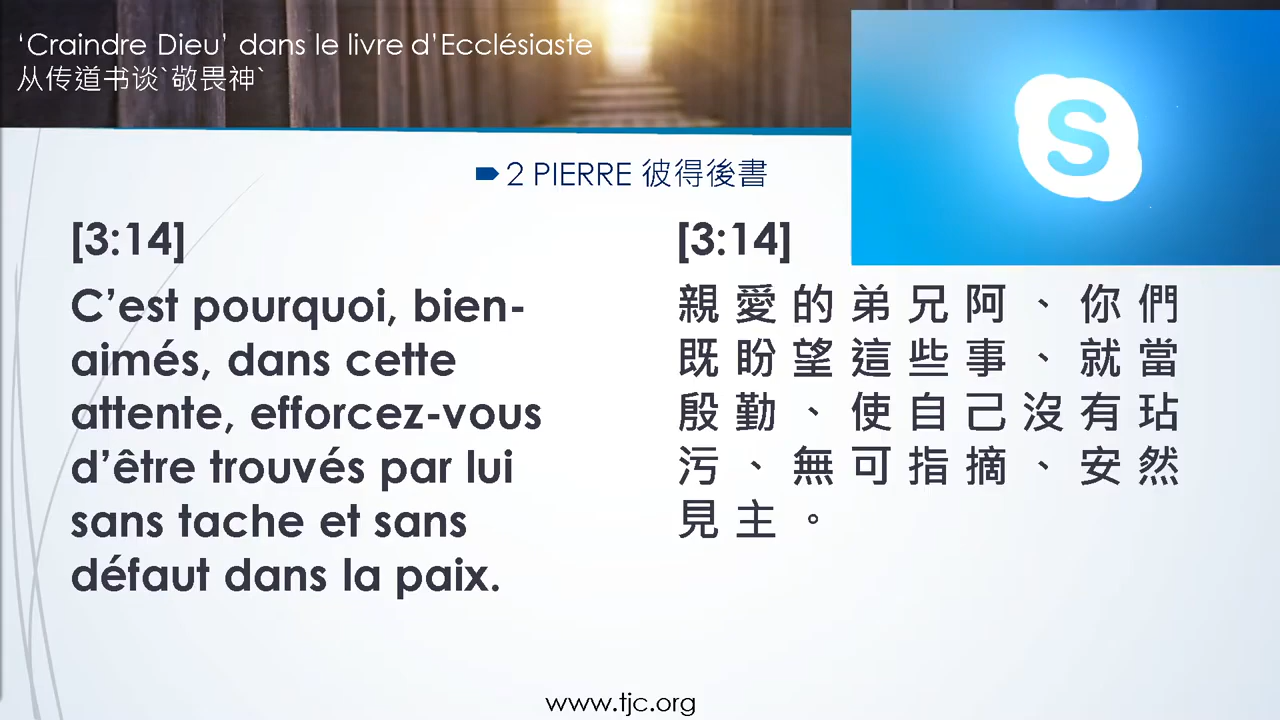 ‘Craindre Dieu’ dans le livre d’Ecclésiaste
从传道书谈`敬畏神`
S
2 PIERRE 彼得後書
[3:14]
C’est pourquoi, bien-
aimés, dans cette
attente, efforcez-vous
d’être trouvés par lui
sans tache et sans
défaut dans la paix.
[3:14]
親愛的弟兄阿、你們
既盼望這些事、就當
殷勤、使自己沒有玷
污、無可指摘、安然
見主。
www.tjc.org